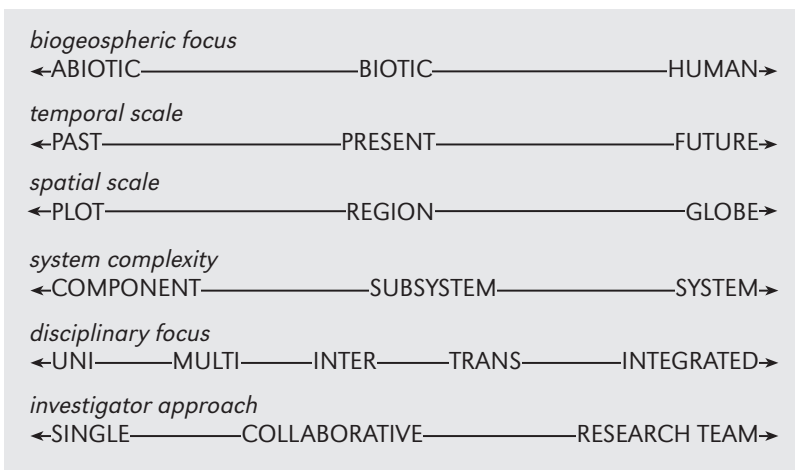 biogeospheric focus
ABIOTIC BIOTIC HUMAN
temporal scale
PAST PRESENT FUTURE
spatial scale
PLOT REGION GLOBE
system complexity
COMPONENT SUBSYSTEM SYSTEM
disciplinary focus
UNI MULTI INTER TRANS INTEGRATED
investigator approach
SINGLE COLLABORATIVE RESEARCH TEAM